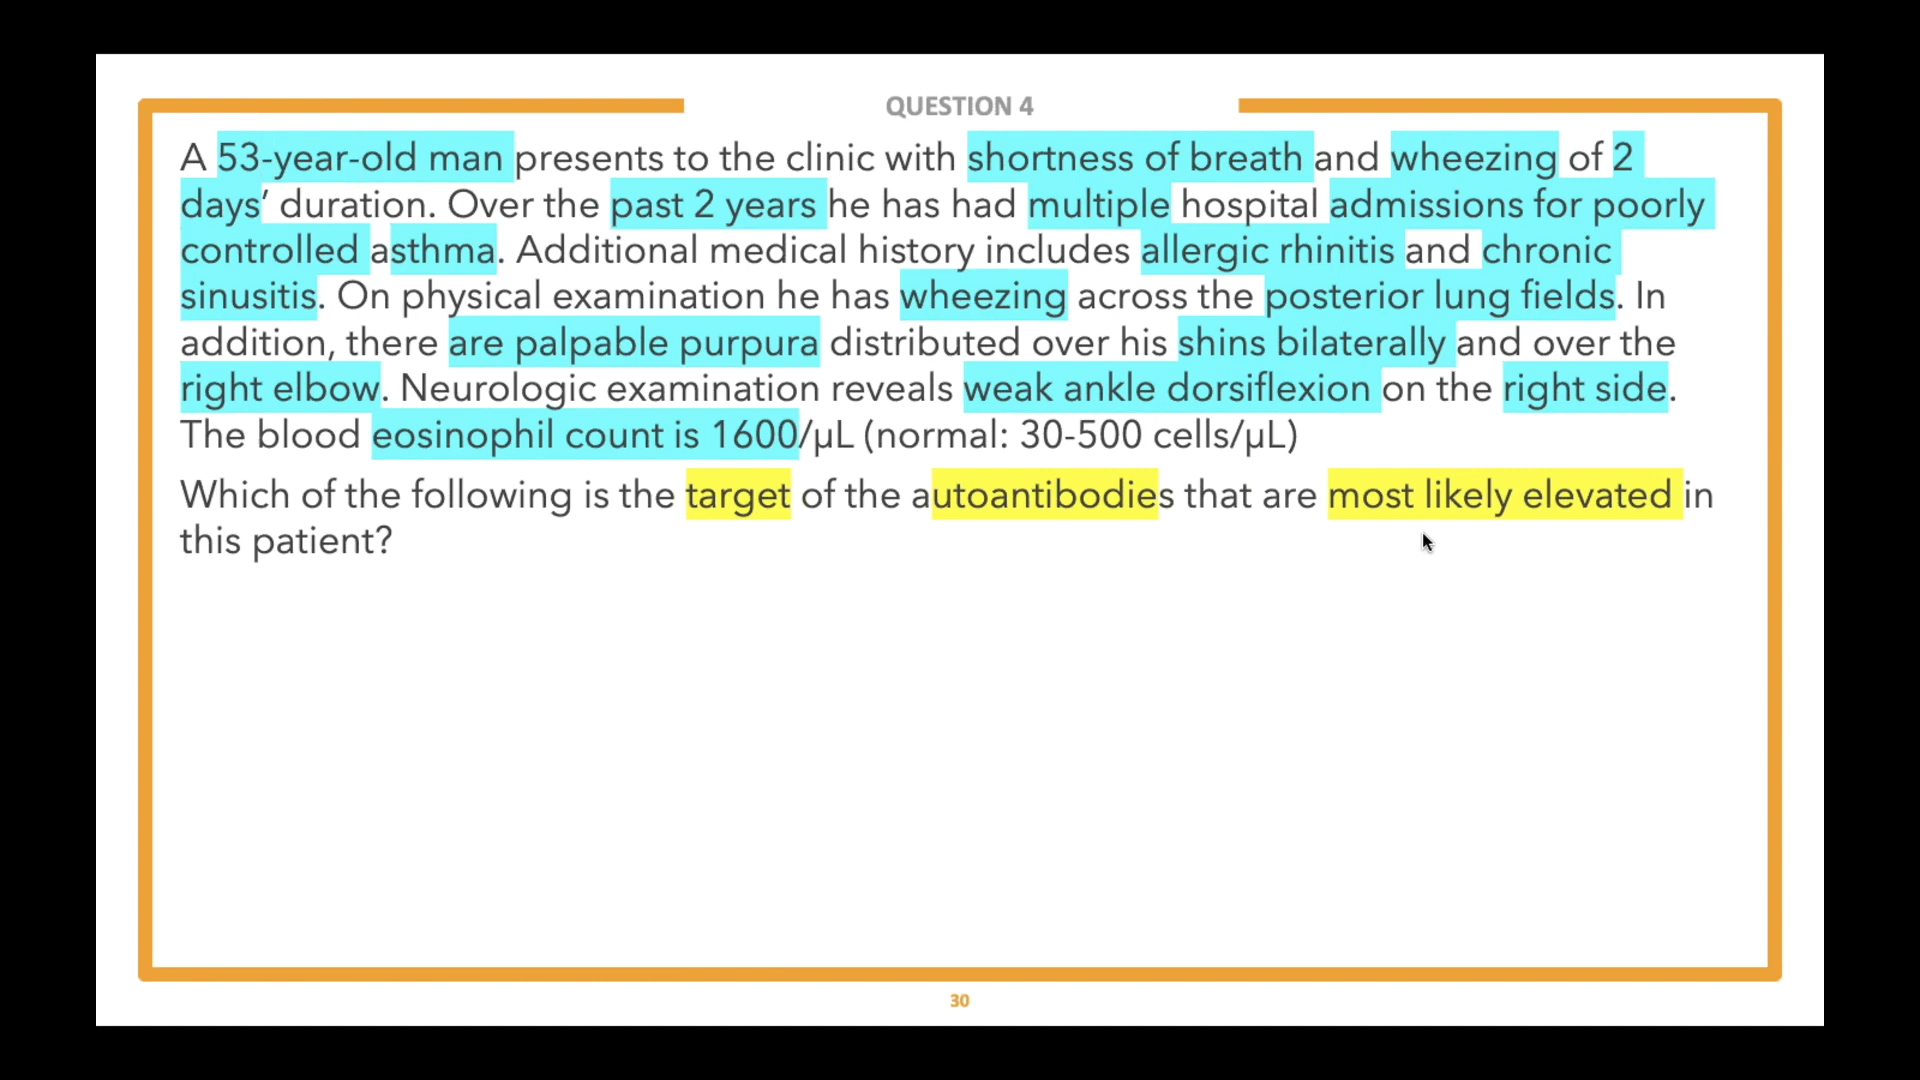 QUESTION 4
A 53-year-old man presents to the clinic with shortness of breath and wheezing of 2
days’ duration. Over the past 2 years he has had multiple hospital admissions for poorly
controlled asthma. Additional medical history includes allergic rhinitis and chronic
sinusitis. On physical examination he has wheezing across the posterior lung fields. In
addition, there are palpable purpura distributed over his shins bilaterally and over the
right elbow. Neurologic examination reveals weak ankle dorsiflexion on the right side.
The blood eosinophil count is 1600/μL (normal: 30-500 cells/μL)
Which of the following is the target of the autoantibodies that are most likely elevated in
this patient?
30